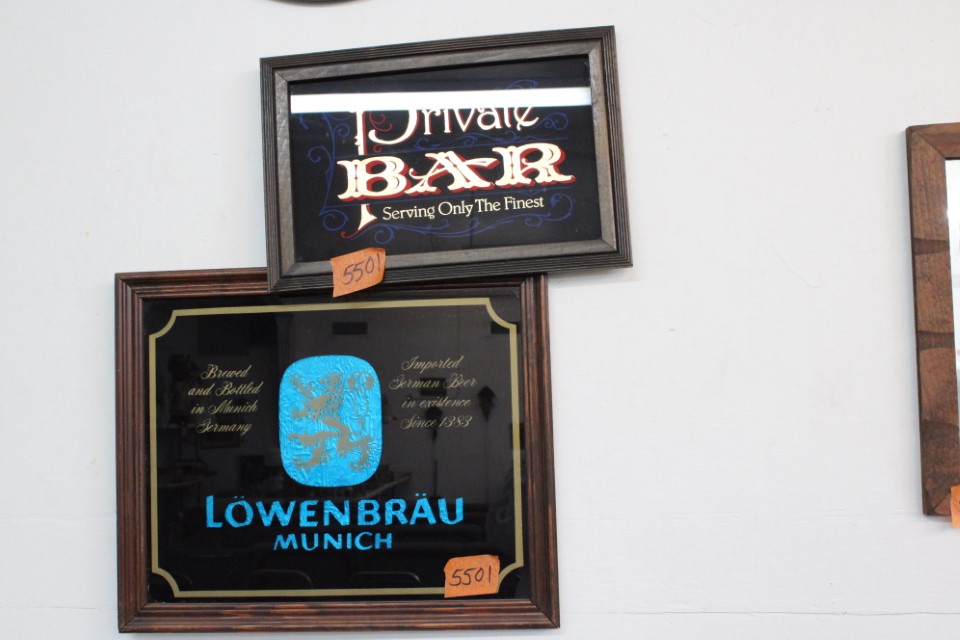 Private
BAR
Serving Only The Finest
5501
Brewed
and Bottled
in Munich
Germany
Imported
German Beer
in existence
Since 1383
LÖWENBRÄU
MUNICH
5501